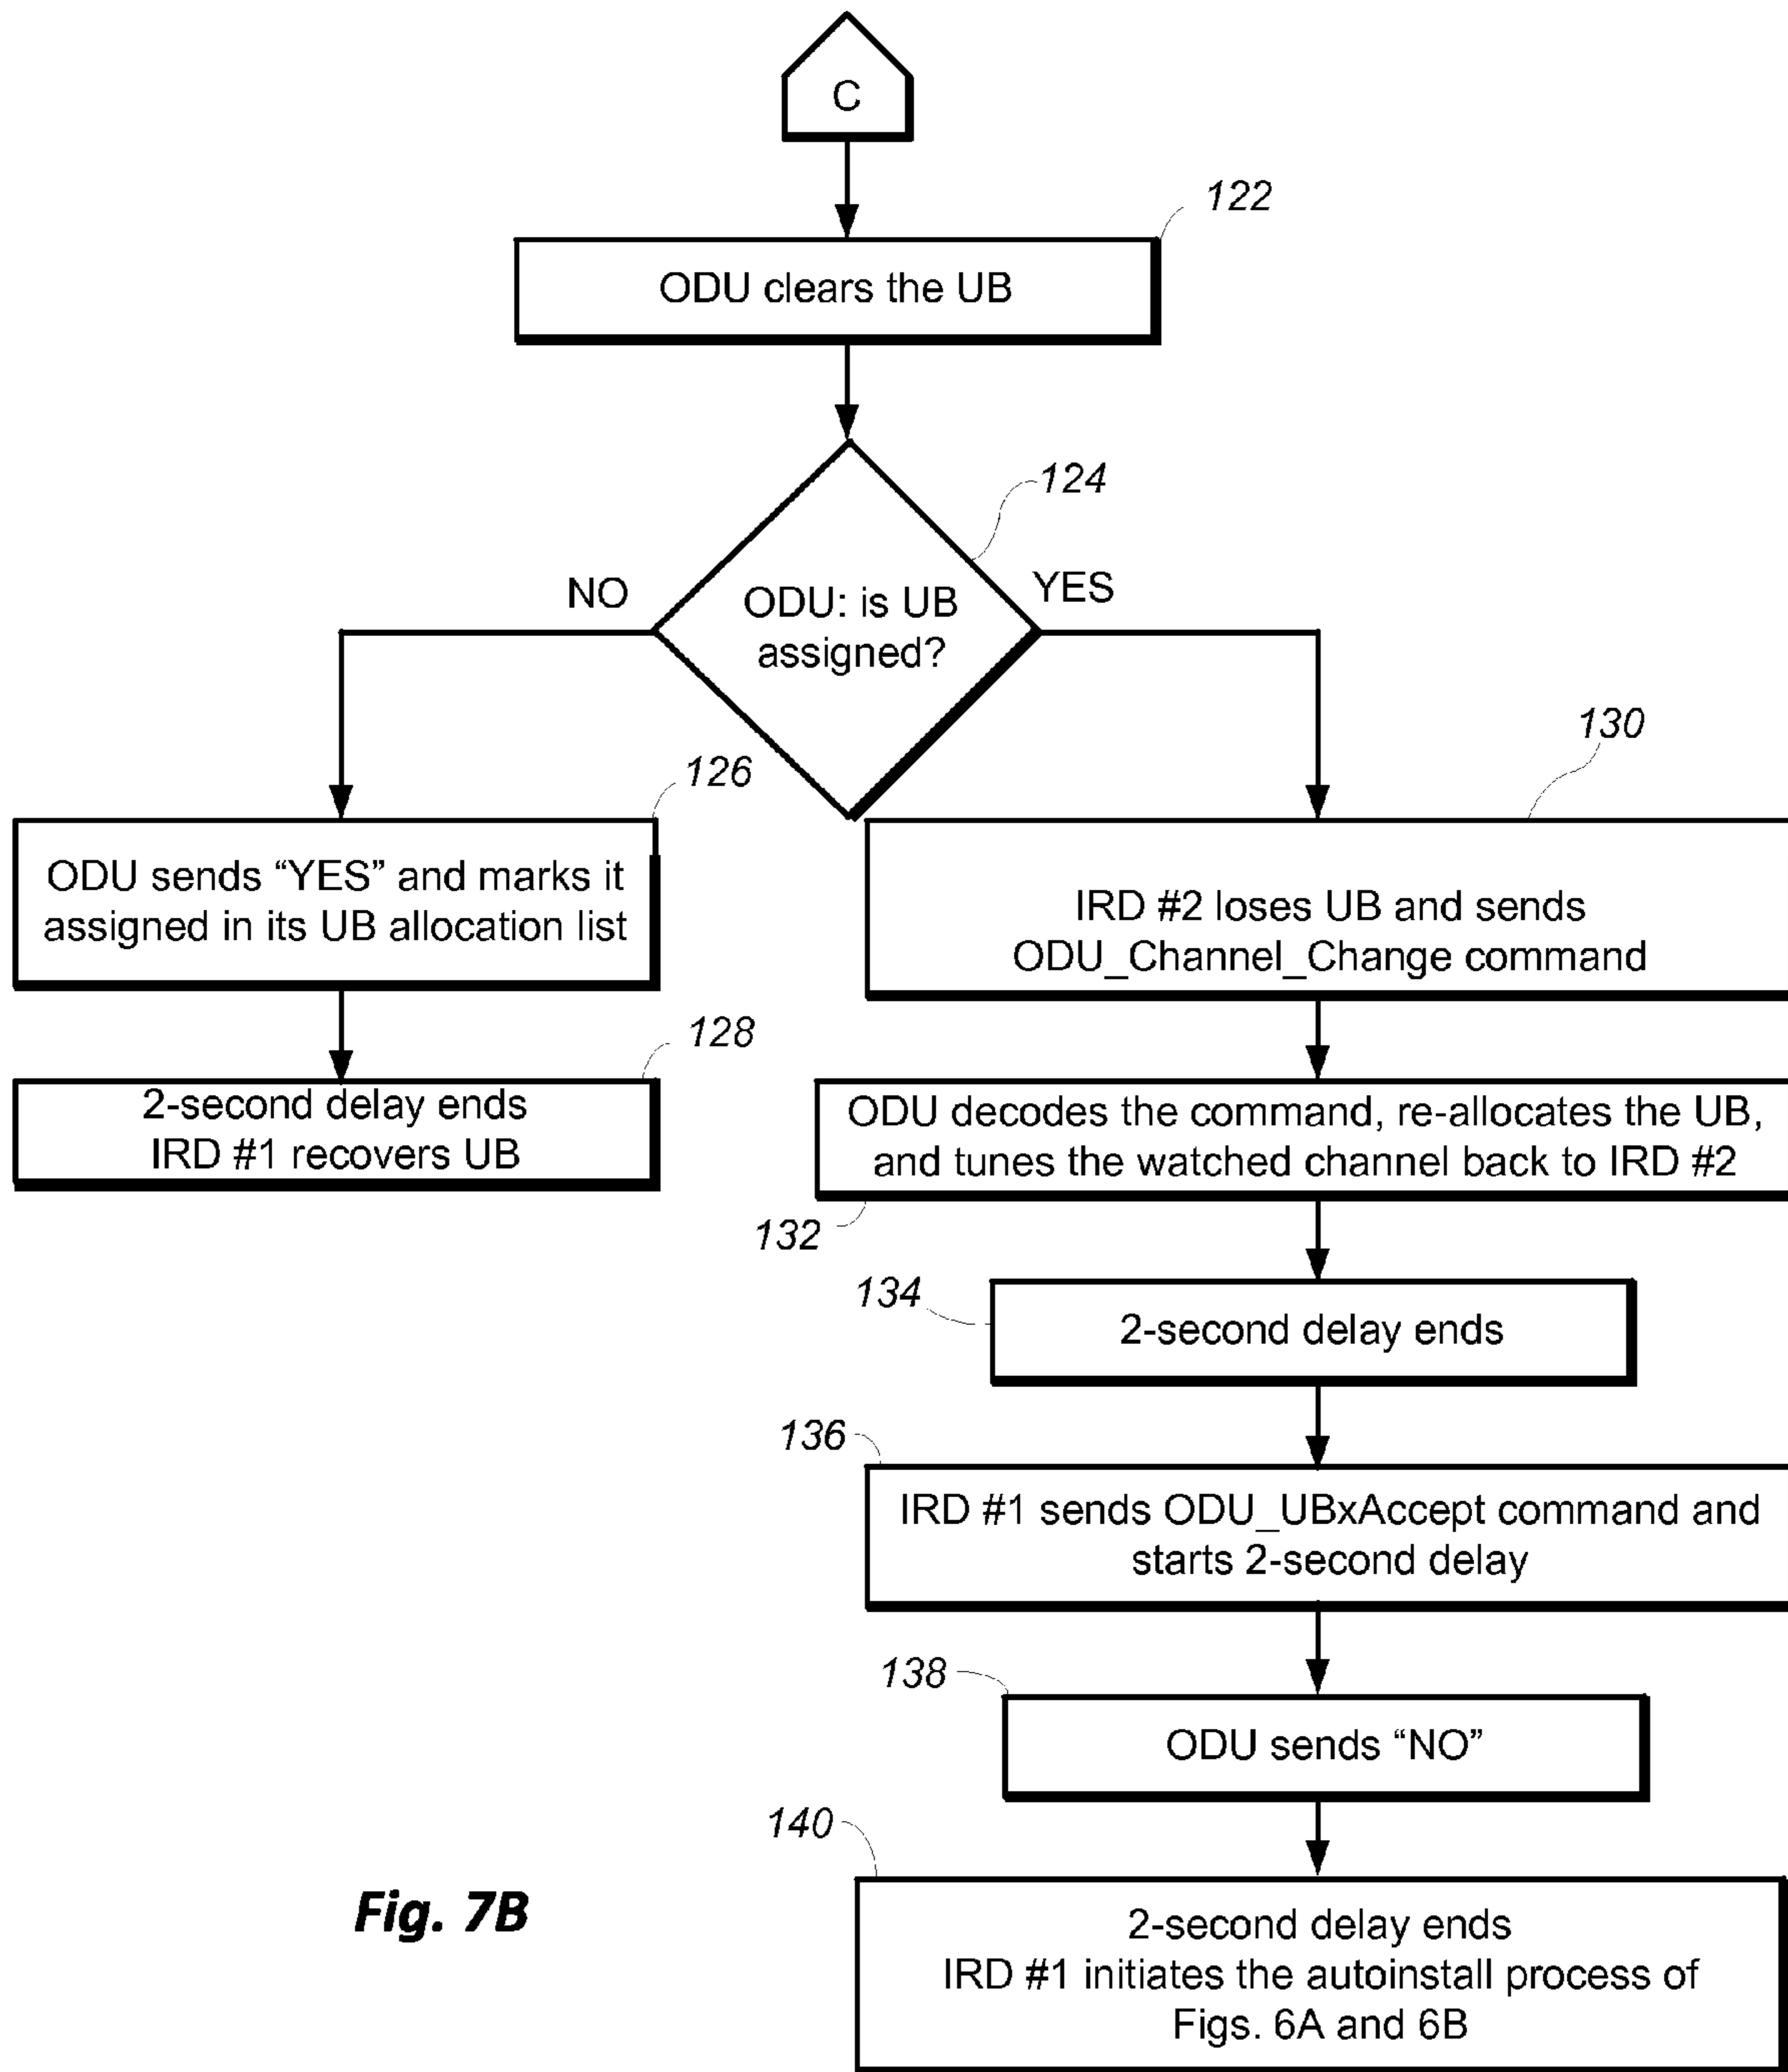 C
122
ODU clears the UB
124
NO
YES
ODU: is UB
assigned?
130
126
ODU sends “YES” and marks it
assigned in its UB allocation list
IRD #2 loses UB and sends
ODU_Channel_Change command
128
2-second delay ends
IRD #1 recovers UB
ODU decodes the command, re-allocates the UB,
and tunes the watched channel back to IRD #2
132
134
2-second delay ends
136
IRD #1 sends ODU_UBxAccept command and
starts 2-second delay
138
ODU sends “NO”
140
2-second delay ends
IRD #1 initiates the autoinstall process of
Figs. 6A and 6B
Fig. 7B